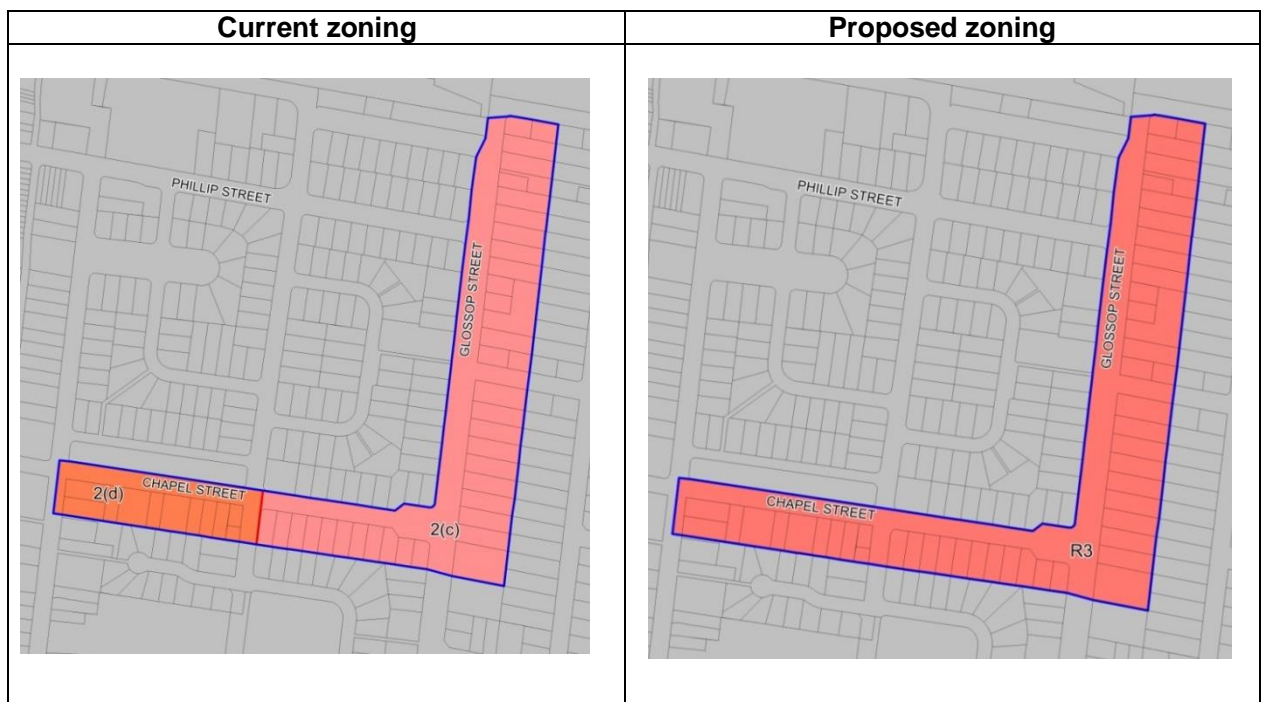 Current zoning
Proposed zoning
PHILLIP STREET
GLOSSOP STREET
CHAPEL STREET
2(d)
2(c)
PHILLIP STREET
GLOSSOP STREET
CHAPEL STREET
R3